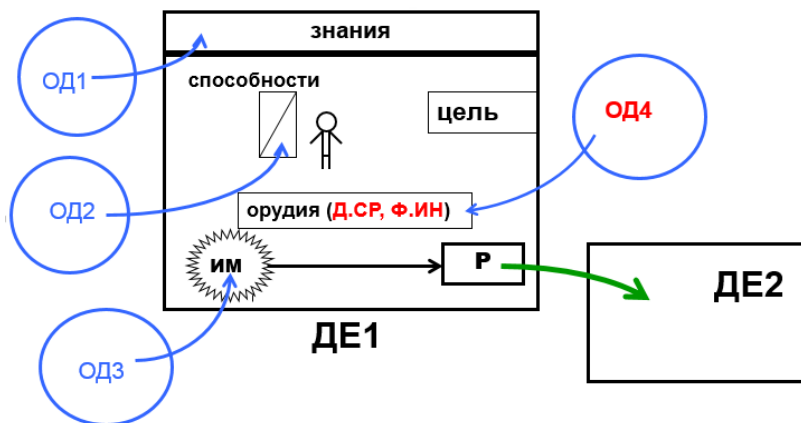 знания
ОД1
способности
цель
ОД4
ОД2
орудия (Д.СР, Ф.ИН)
им
Р
ДЕ2
ДЕ1
ОД3